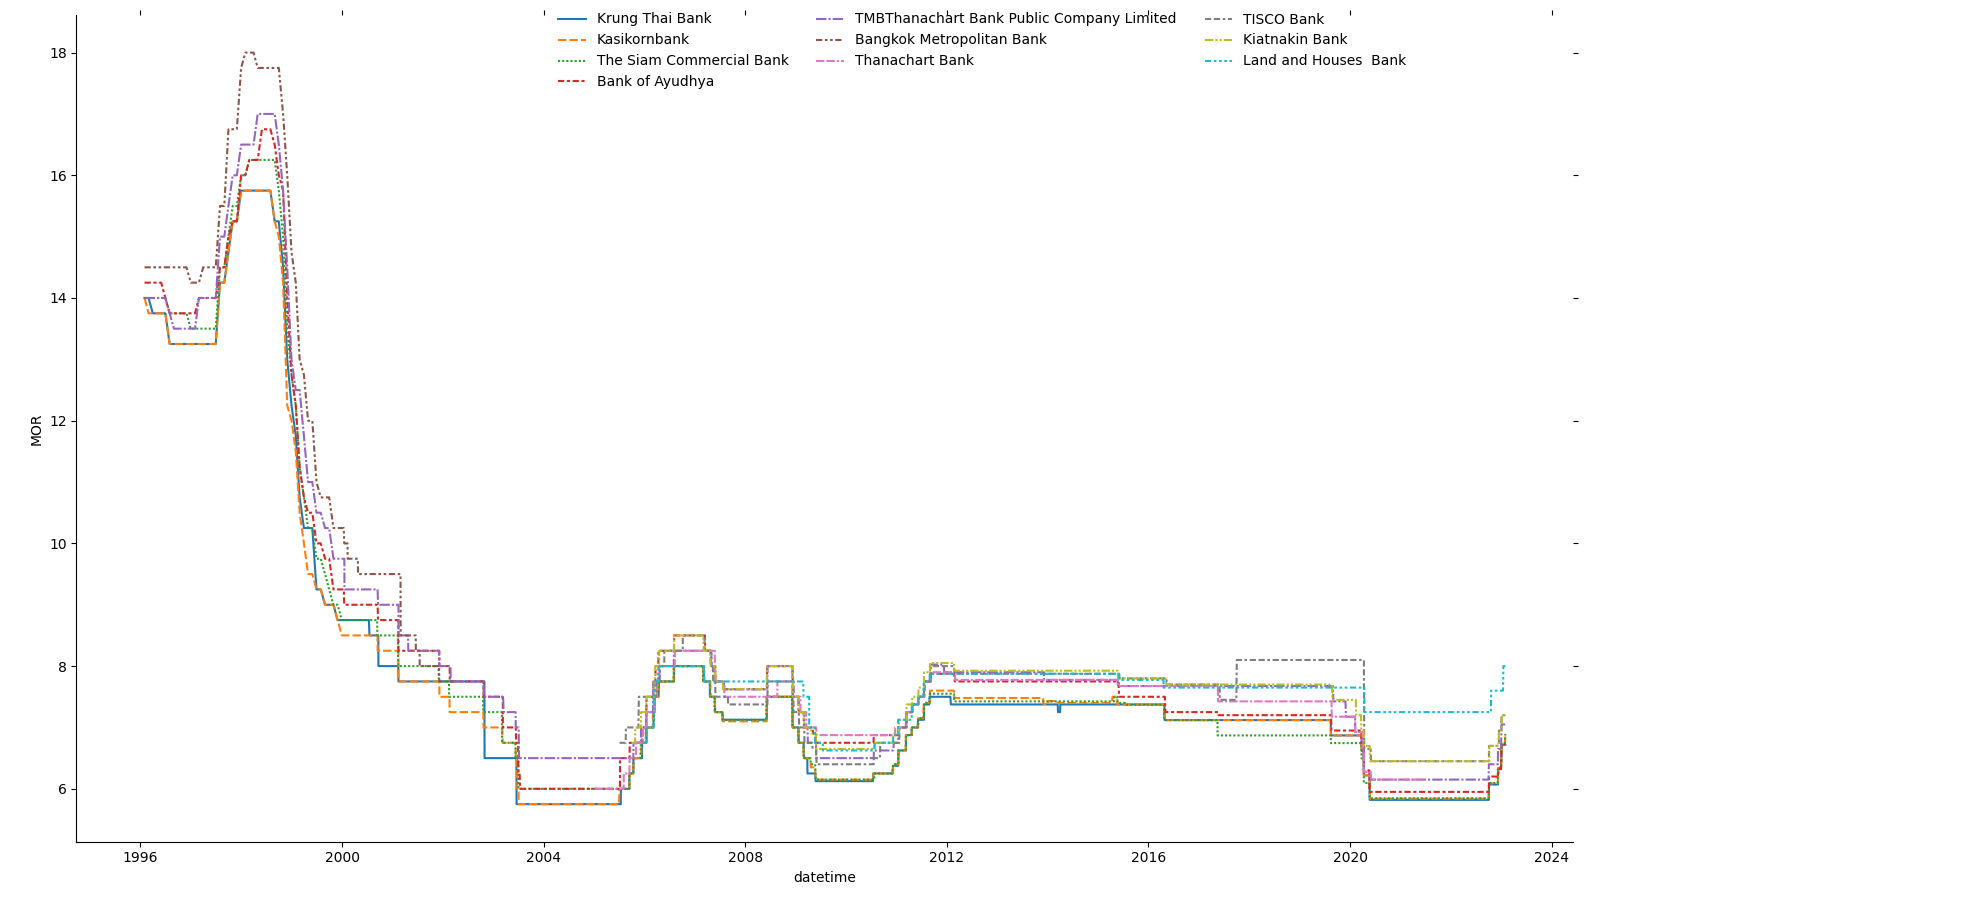 Krung Thai Bank
Kasikornbank
The Siam Commercial Bank
Bank of Ayudhya
TMBThanachart Bank Public Company Limited
Bangkok Metropolitan Bank
Thanachart Bank
TISCO Bank
Kiatnakin Bank
Land and Houses  Bank
MOR
18
16
14
12
10
8
6
1996 2000 2004 2008 2012 2016 2020 2024
datetime